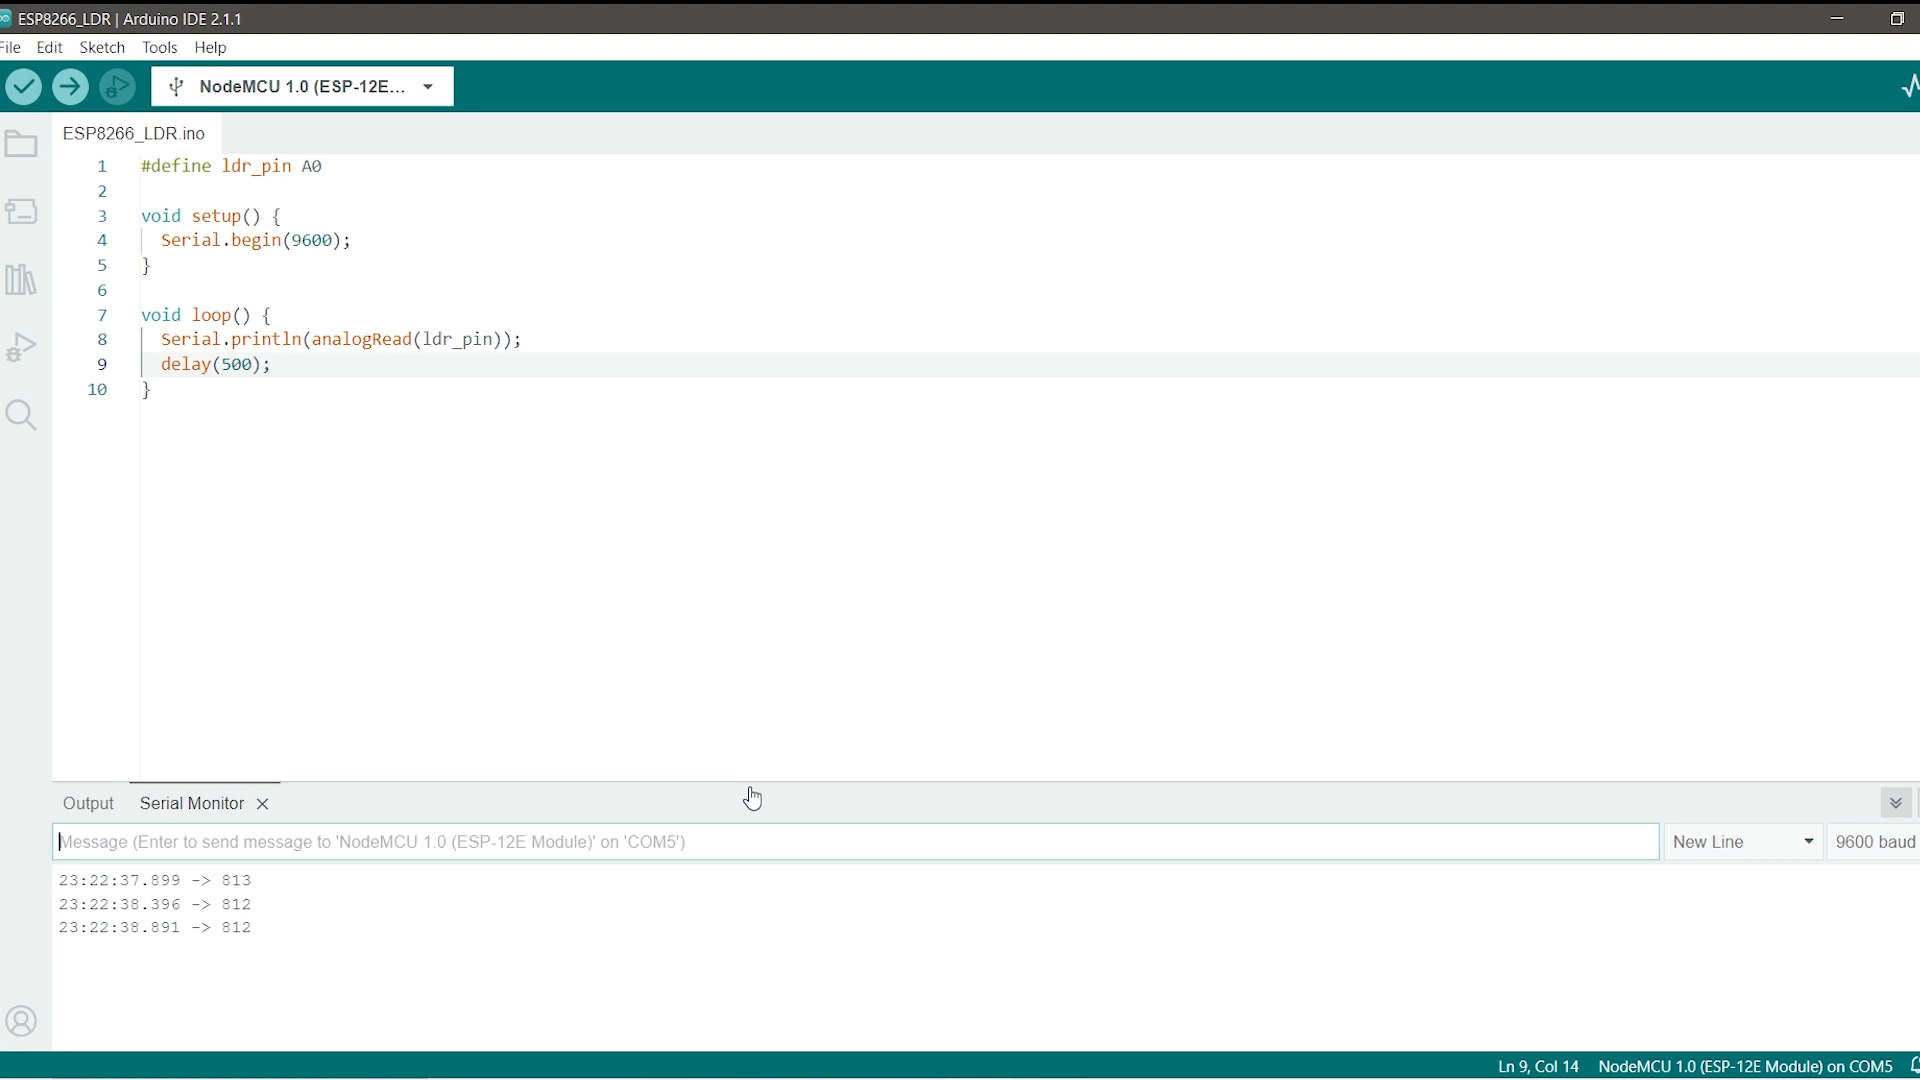 ESP8266_LDR | Arduino IDE 2.1.1
File Edit Sketch Tools Help
NodeMCU 1.0 (ESP-12E...
ESP8266_LDR.ino
1 #define ldr_pin A0
2
3 void setup() {
4 Serial.begin(9600);
5 }
6
7 void loop() {
8 Serial.println(analogRead(ldr_pin));
9 delay(500);
10 }
Output Serial Monitor
Message (Enter to send message to 'NodeMCU 1.0 (ESP-12E Module)' on 'COM5') New Line 9600 baud
23:22:37.899 -> 813
23:22:38.396 -> 812
23:22:38.891 -> 812
Ln 9, Col 14 NodeMCU 1.0 (ESP-12E Module) on COM5